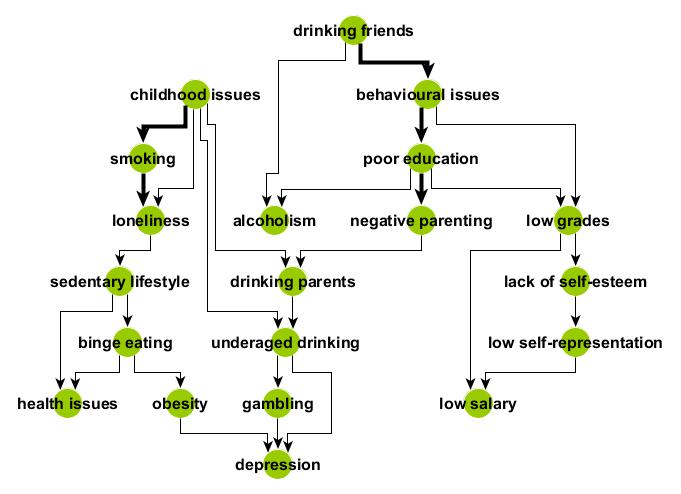 drinking friends
childhood issues
behavioural issues
smoking
poor education
loneliness
alcoholism
negative parenting
low grades
sedentary lifestyle
drinking parents
lack of self-esteem
binge eating
underaged drinking
low self-representation
health issues
obesity
gambling
low salary
depression